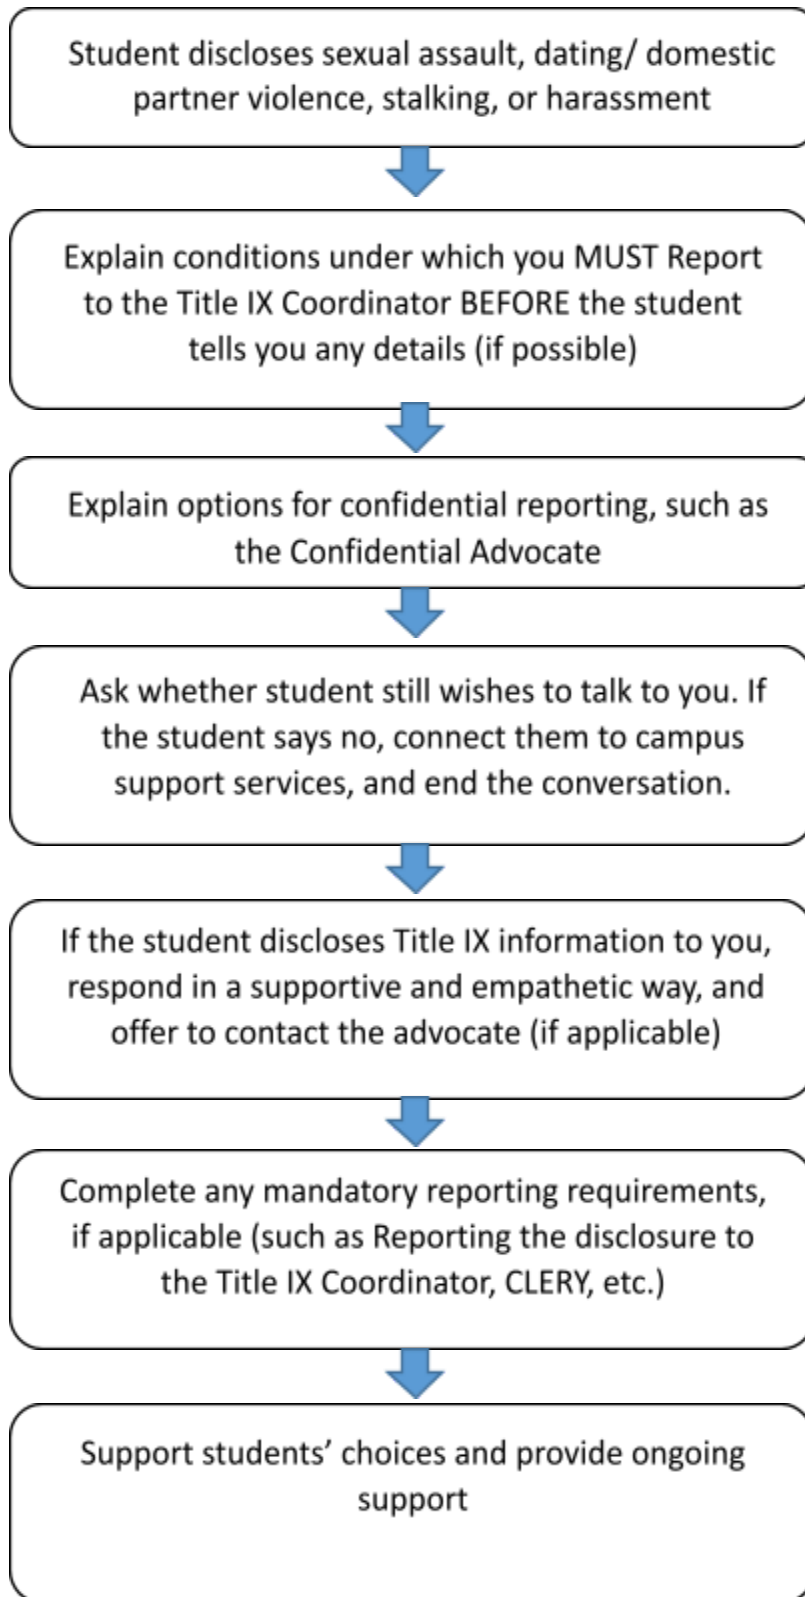 Student discloses sexual assault, dating/ domestic
partner violence, stalking, or harassment
Explain conditions under which you MUST Report
to the Title IX Coordinator BEFORE the student
tells you any details (if possible)
Explain options for confidential reporting, such as
the Confidential Advocate
Ask whether student still wishes to talk to you. If
the student says no, connect them to campus
support services, and end the conversation.
If the student discloses Title IX information to you,
respond in a supportive and empathetic way, and
offer to contact the advocate (if applicable)
Complete any mandatory reporting requirements,
if applicable (such as Reporting the disclosure to
the Title IX Coordinator, CLERY, etc.)
Support students’ choices and provide ongoing
support